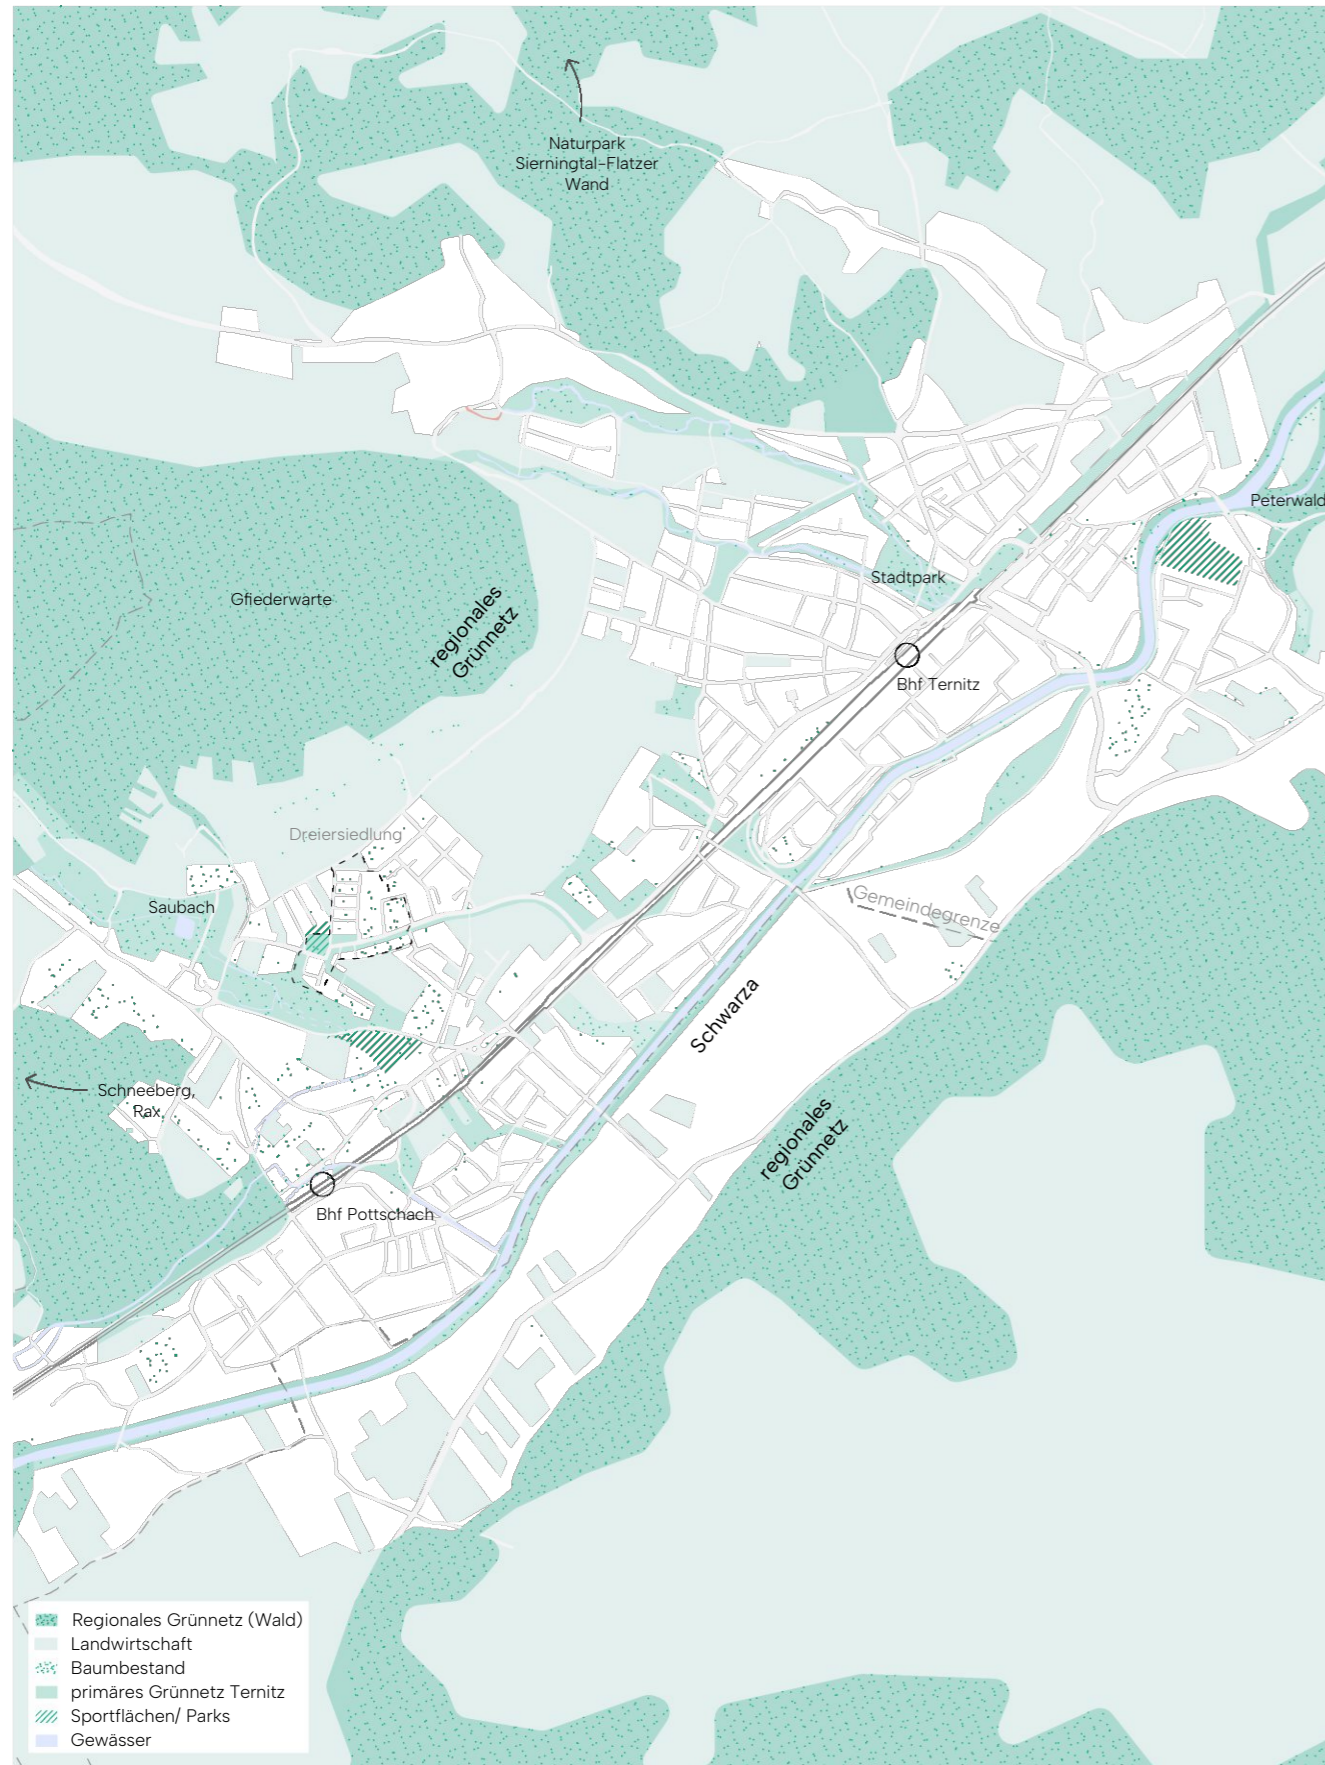 Naturpark
Sierningtal-Flatzer
Wand
Peterwald
Stadtpark
Gfiederwarte
regionales
Grünnetz
Bhf Ternitz
Dreiersiedlung
Saubach
Gemeindegrenze
Schwarza
Schneeberg,
Rax
regionales
Grünnetz
Bhf Pottschach
Regionales Grünnetz (Wald)
Landwirtschaft
Baumbestand
primäres Grünnetz Ternitz
Sportflächen/ Parks
Gewässer